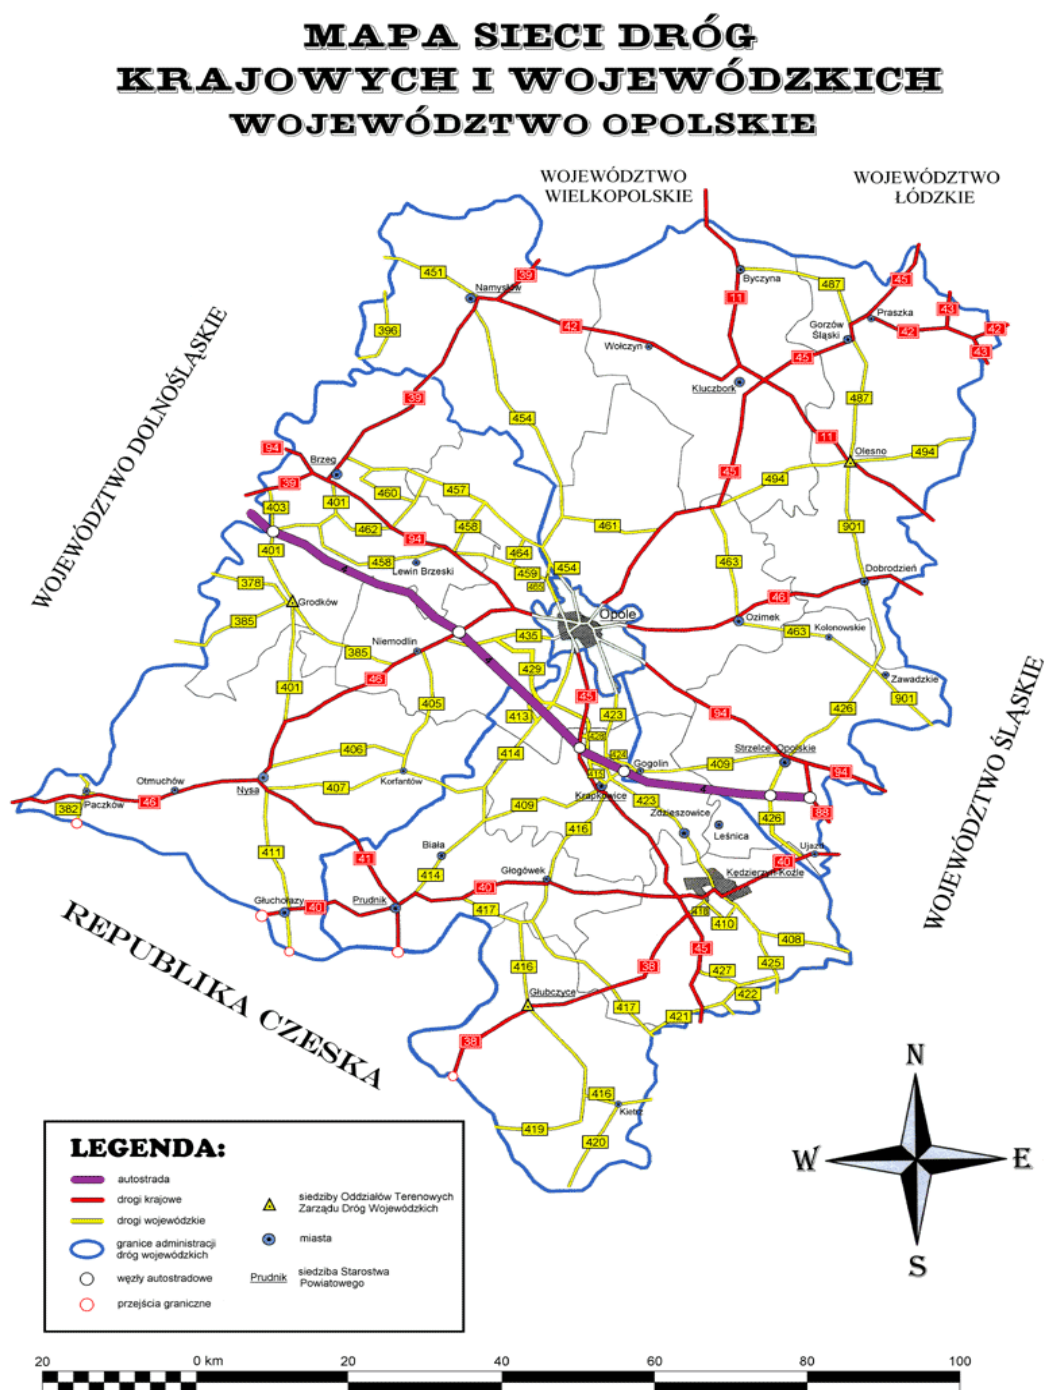 MAPA SIECI DRÓG
KRAJOWYCH I WOJEWÓDZKICH
WOJEWÓDZTWO OPOLSKIE
WOJEWÓDZTWO
WIELKOPOLSKIE
WOJEWÓDZTWO
ŁÓDZKIE
WOJEWÓDZTWO DOLNOŚLĄSKIE
WOJEWÓDZTWO ŚLĄSKIE
REPUBLIKA CZESKA
451
39
Namysłów
Byczyna
487
45
11
43
396
42
Praszka
Gorzów
Śląski
42
42
Wołczyn
45
43
Kluczbork
39
487
454
11
94
Olesno
494
Brzeg
45
494
39
460
457
403
401
462
458
461
901
94
401
464
463
458
Lewin Brzeski
459
454
Dobrodzień
378
455
46
Grodków
Opole
385
Ozimek
463
Kolonowskie
Niemodlin
435
385
429
46
Zawadzkie
401
45
901
405
413
423
94
426
428
406
414
424
Strzelce Opolskie
409
Otmuchów
Korfantów
Gogolin
94
Nysa
407
415
4
4
4
46
382
Paczków
Krapkowice
423
409
88
Zdzieszowice
426
416
Leśnica
411
Biała
Ujazd
41
414
Głogówek
40
Kędzierzyn-Koźle
40
Głuchołazy
40
Prudnik
417
418
410
408
45
416
38
427
425
Głubczyce
422
417
421
38
416
Kietrz
419
420
N
W
E
S
LEGENDA:
autostrada
drogi krajowe
drogi wojewódzkie
granice administracji
dróg wojewódzkich
węzły autostradowe
przejścia graniczne
siedziby Oddziałów Terenowych
Zarządu Dróg Wojewódzkich
miasta
Prudnik
siedziba Starostwa
Powiatowego
20 0 km 20 40 60 80 100